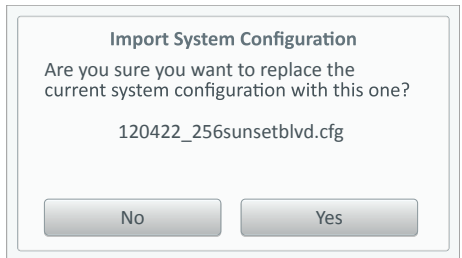 Import System Configuration
Are you sure you want to replace the
current system configuration with this one?
120422_256sunsetblvd.cfg
No Yes